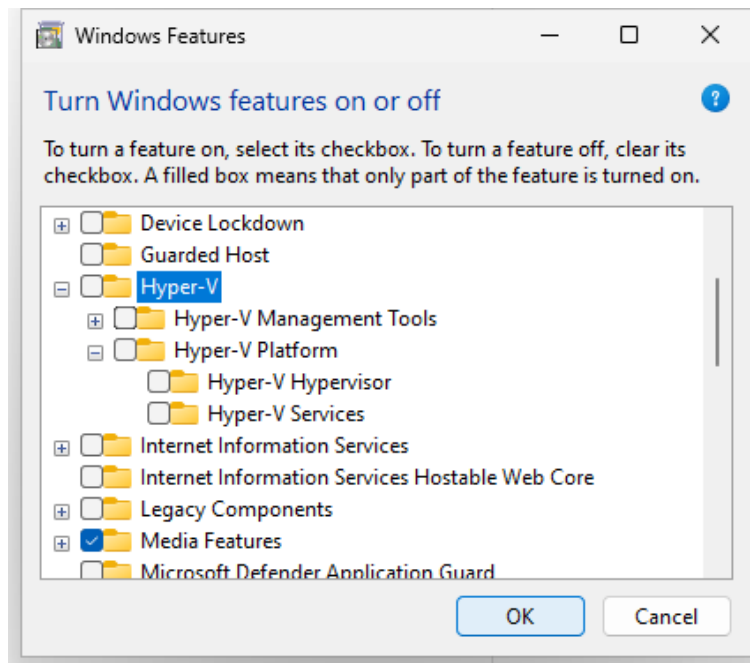 Windows Features
Turn Windows features on or off
?
To turn a feature on, select its checkbox. To turn a feature off, clear its
checkbox. A filled box means that only part of the feature is turned on.
Device Lockdown
Guarded Host
Hyper-V
Hyper-V Management Tools
Hyper-V Platform
Hyper-V Hypervisor
Hyper-V Services
Internet Information Services
Internet Information Services Hostable Web Core
Legacy Components
Media Features
Microsoft Defender Application Guard
OK Cancel